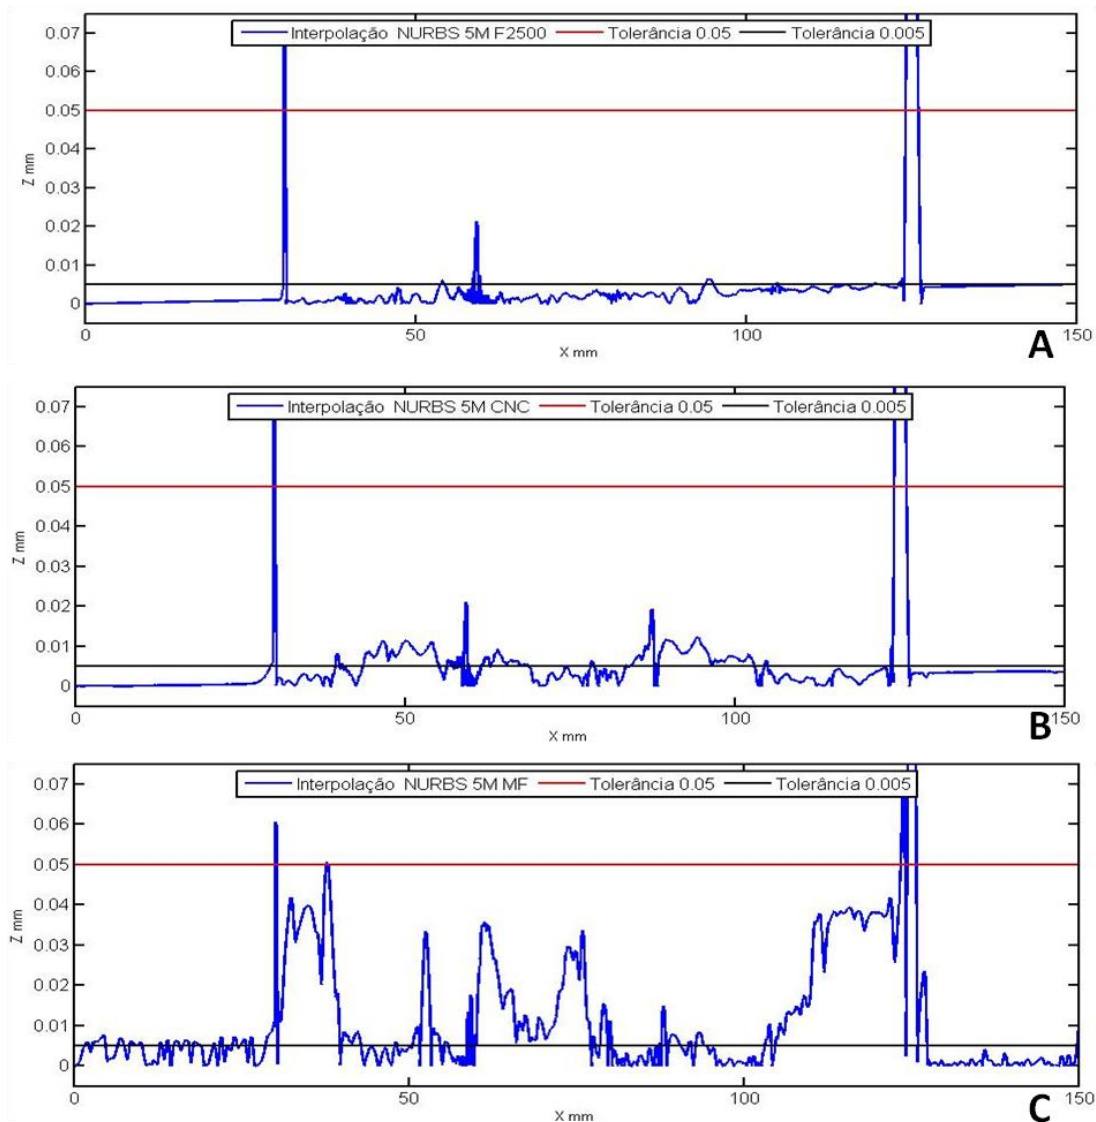 Interpolação NURBS 5M F2500 Tolerância 0.05 Tolerância 0.005
0.07
0.06
0.05
0.04
0.03
0.02
0.01
0
Z mm
0 50 100 150
X mm
A
Interpolação NURBS 5M CNC Tolerância 0.05 Tolerância 0.005
0.07
0.06
0.05
0.04
0.03
0.02
0.01
0
Z mm
0 50 100 150
X mm
B
Interpolação NURBS 5M MF Tolerância 0.05 Tolerância 0.005
0.07
0.06
0.05
0.04
0.03
0.02
0.01
0
Z mm
0 50 100 150
X mm
C